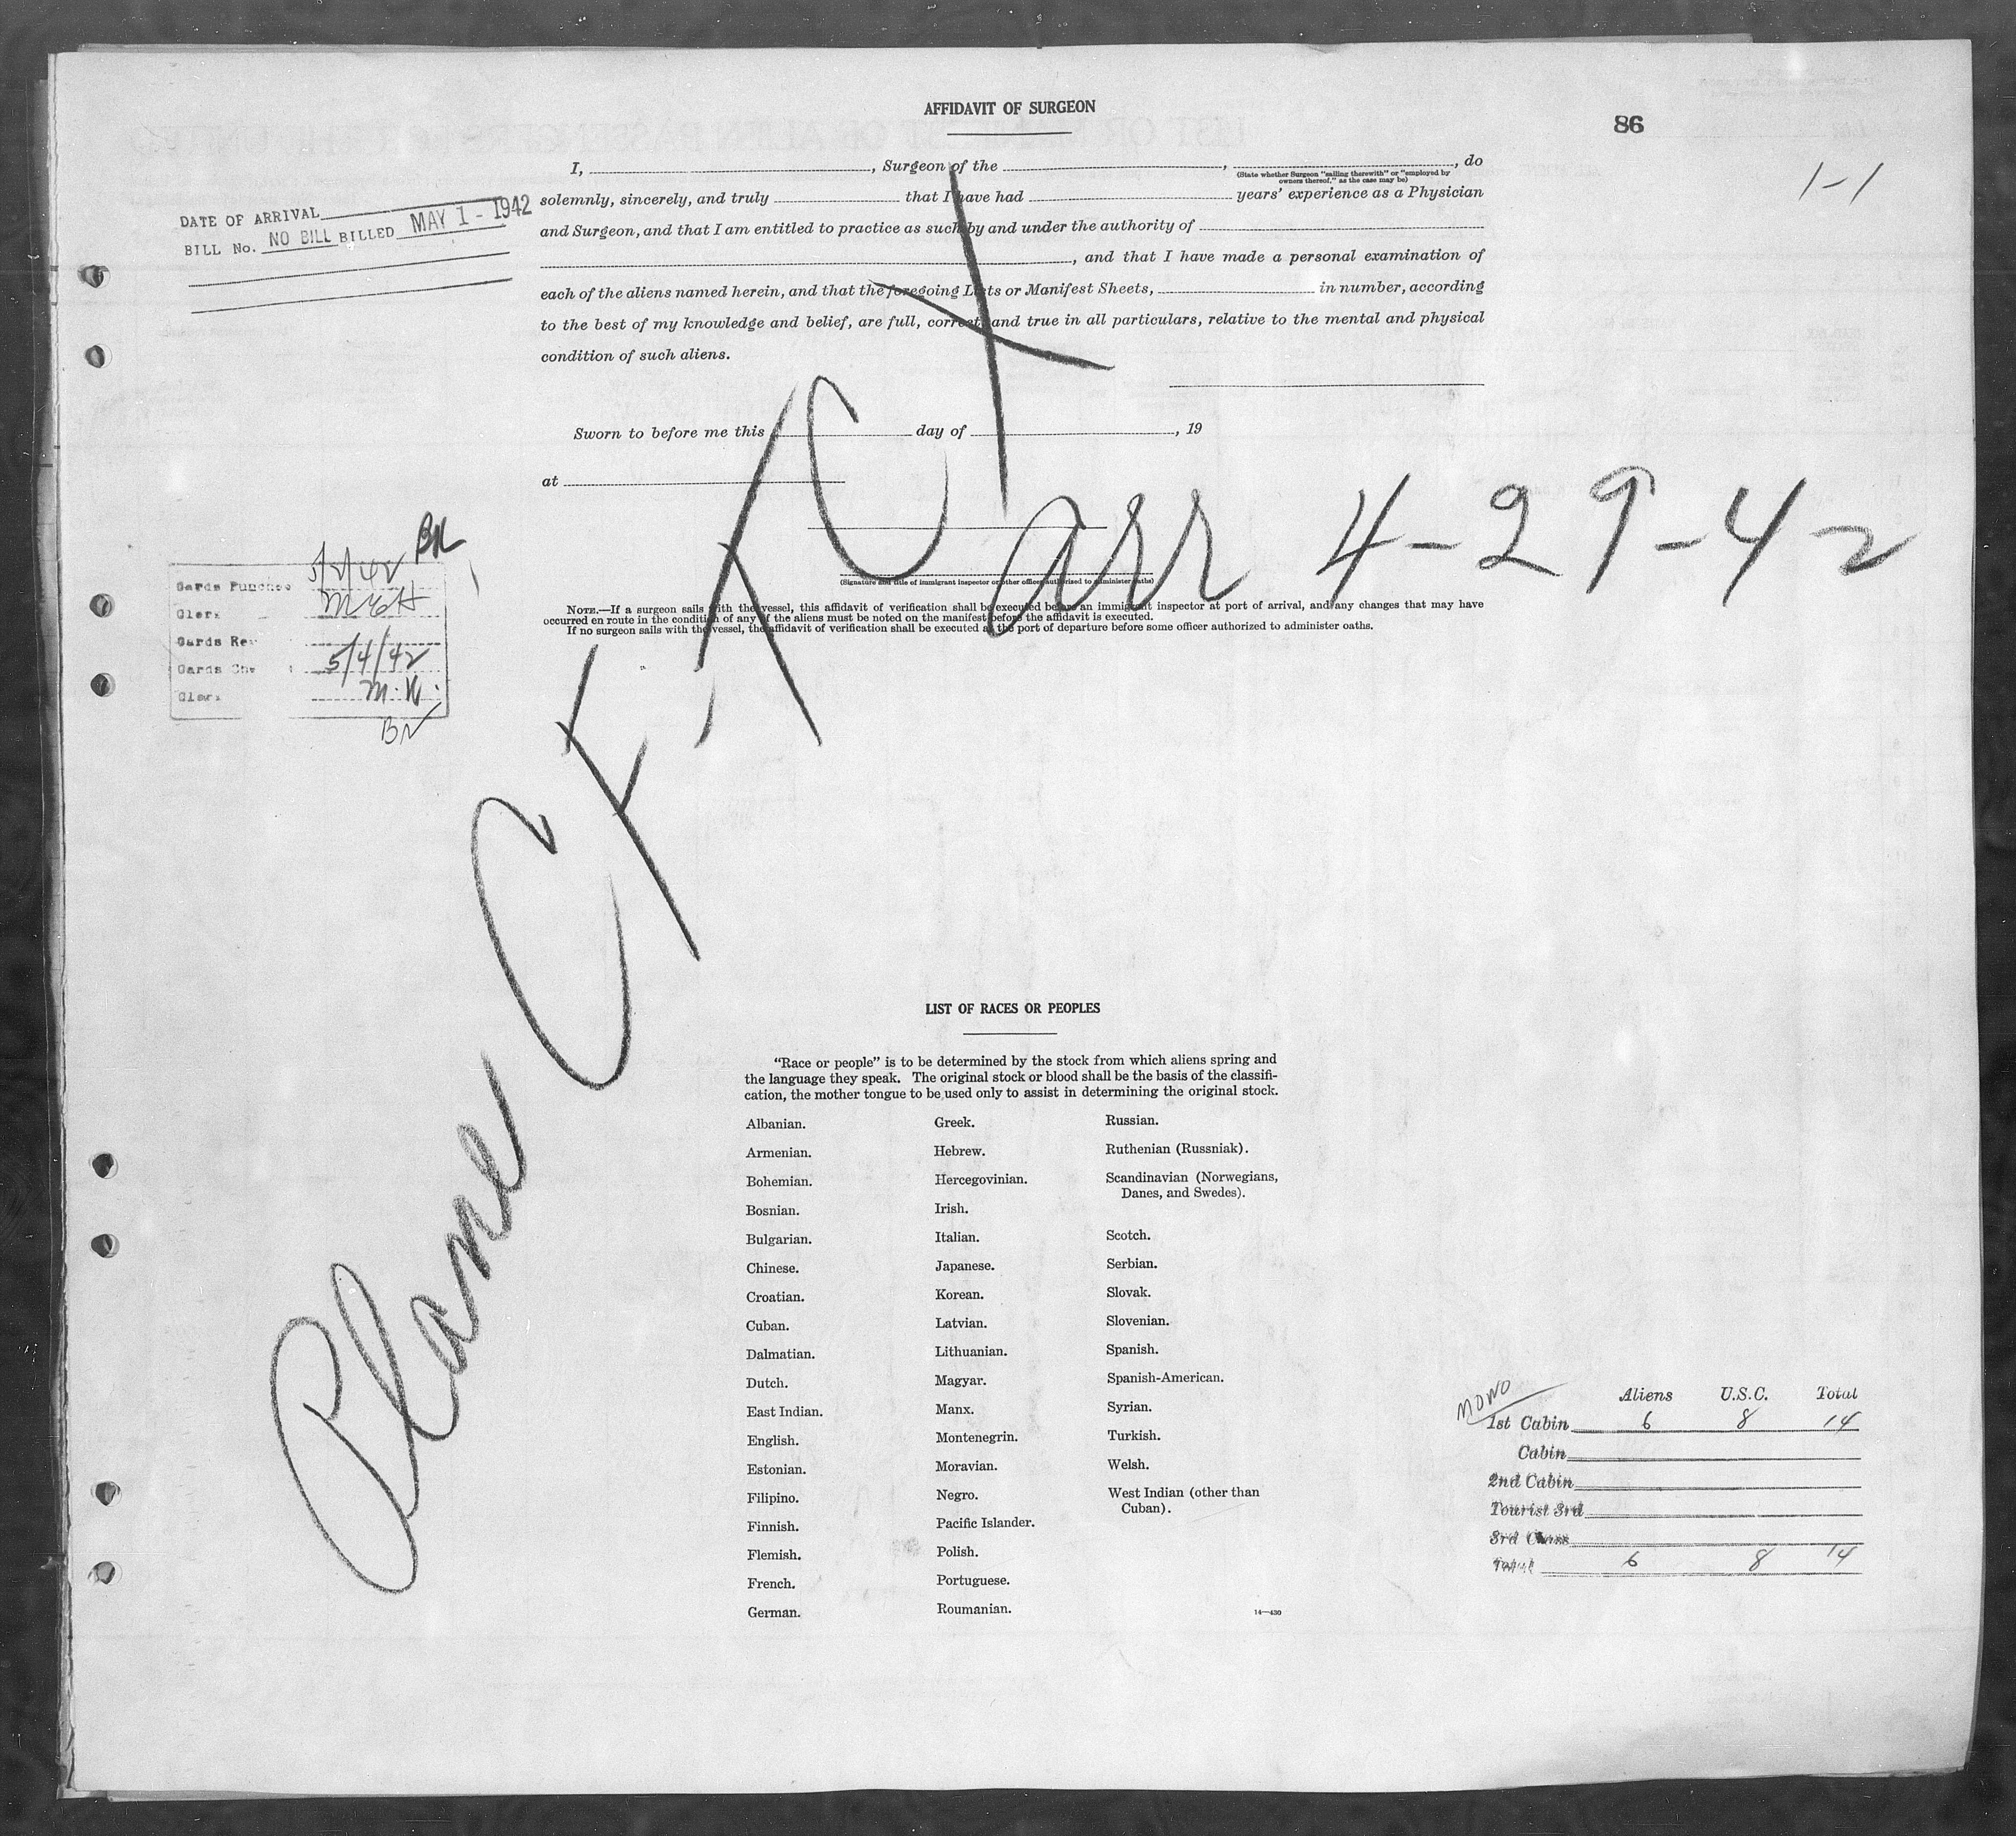 AFFIDAVIT OF SURGEON
86
1-1
I, , Surgeon of the , , do
(State whether Surgeon "sailing therewith" or "employed by
owners thereof," as the case may be)
solemnly, sincerely, and truly that I have had years' experience as a Physician
and Surgeon, and that I am entitled to practice as such by and under the authority of
, and that I have made a personal examination of
each of the aliens named herein, and that the foregoing Lists or Manifest Sheets, in number, according
to the best of my knowledge and belief, are full, correct, and true in all particulars, relative to the mental and physical
condition of such aliens.
DATE OF ARRIVAL
BILL No. NO BILL BILLED MAY 1 - 1942
Sworn to before me this day of , 19
at
(Signature and title of immigrant inspector or other officer authorized to administer oaths)
arr 4-29-42
NOTE.—If a surgeon sails with the vessel, this affidavit of verification shall be executed before an immigrant inspector at port of arrival, and any changes that may have
occurred en route in the condition of any of the aliens must be noted on the manifest before the affidavit is executed.
If no surgeon sails with the vessel, the affidavit of verification shall be executed at the port of departure before some officer authorized to administer oaths.
Cards Punched 5/2/42
Clerk
Cards Rev
5/4/42
Clerk M.K.
Plane
LIST OF RACES OR PEOPLES
"Race or people" is to be determined by the stock from which aliens spring and
the language they speak. The original stock or blood shall be the basis of the classifi-
cation, the mother tongue to be used only to assist in determining the original stock.
Albanian.
Armenian.
Bohemian.
Bosnian.
Bulgarian.
Chinese.
Croatian.
Cuban.
Dalmatian.
Dutch.
East Indian.
English.
Estonian.
Filipino.
Finnish.
Flemish.
French.
German.
Greek.
Hebrew.
Hercegovinian.
Irish.
Italian.
Japanese.
Korean.
Latvian.
Lithuanian.
Magyar.
Manx.
Montenegrin.
Moravian.
Negro.
Pacific Islander.
Polish.
Portuguese.
Roumanian.
Russian.
Ruthenian (Russniak).
Scandinavian (Norwegians,
Danes, and Swedes).
Scotch.
Serbian.
Slovak.
Slovenian.
Spanish.
Spanish-American.
Syrian.
Turkish.
Welsh.
West Indian (other than
Cuban).
14—430
MONO
Aliens U.S.C. Total
1st Cabin 6 8 14
Cabin
2nd Cabin
Tourist 3rd
3rd Class
Total 6 8 14